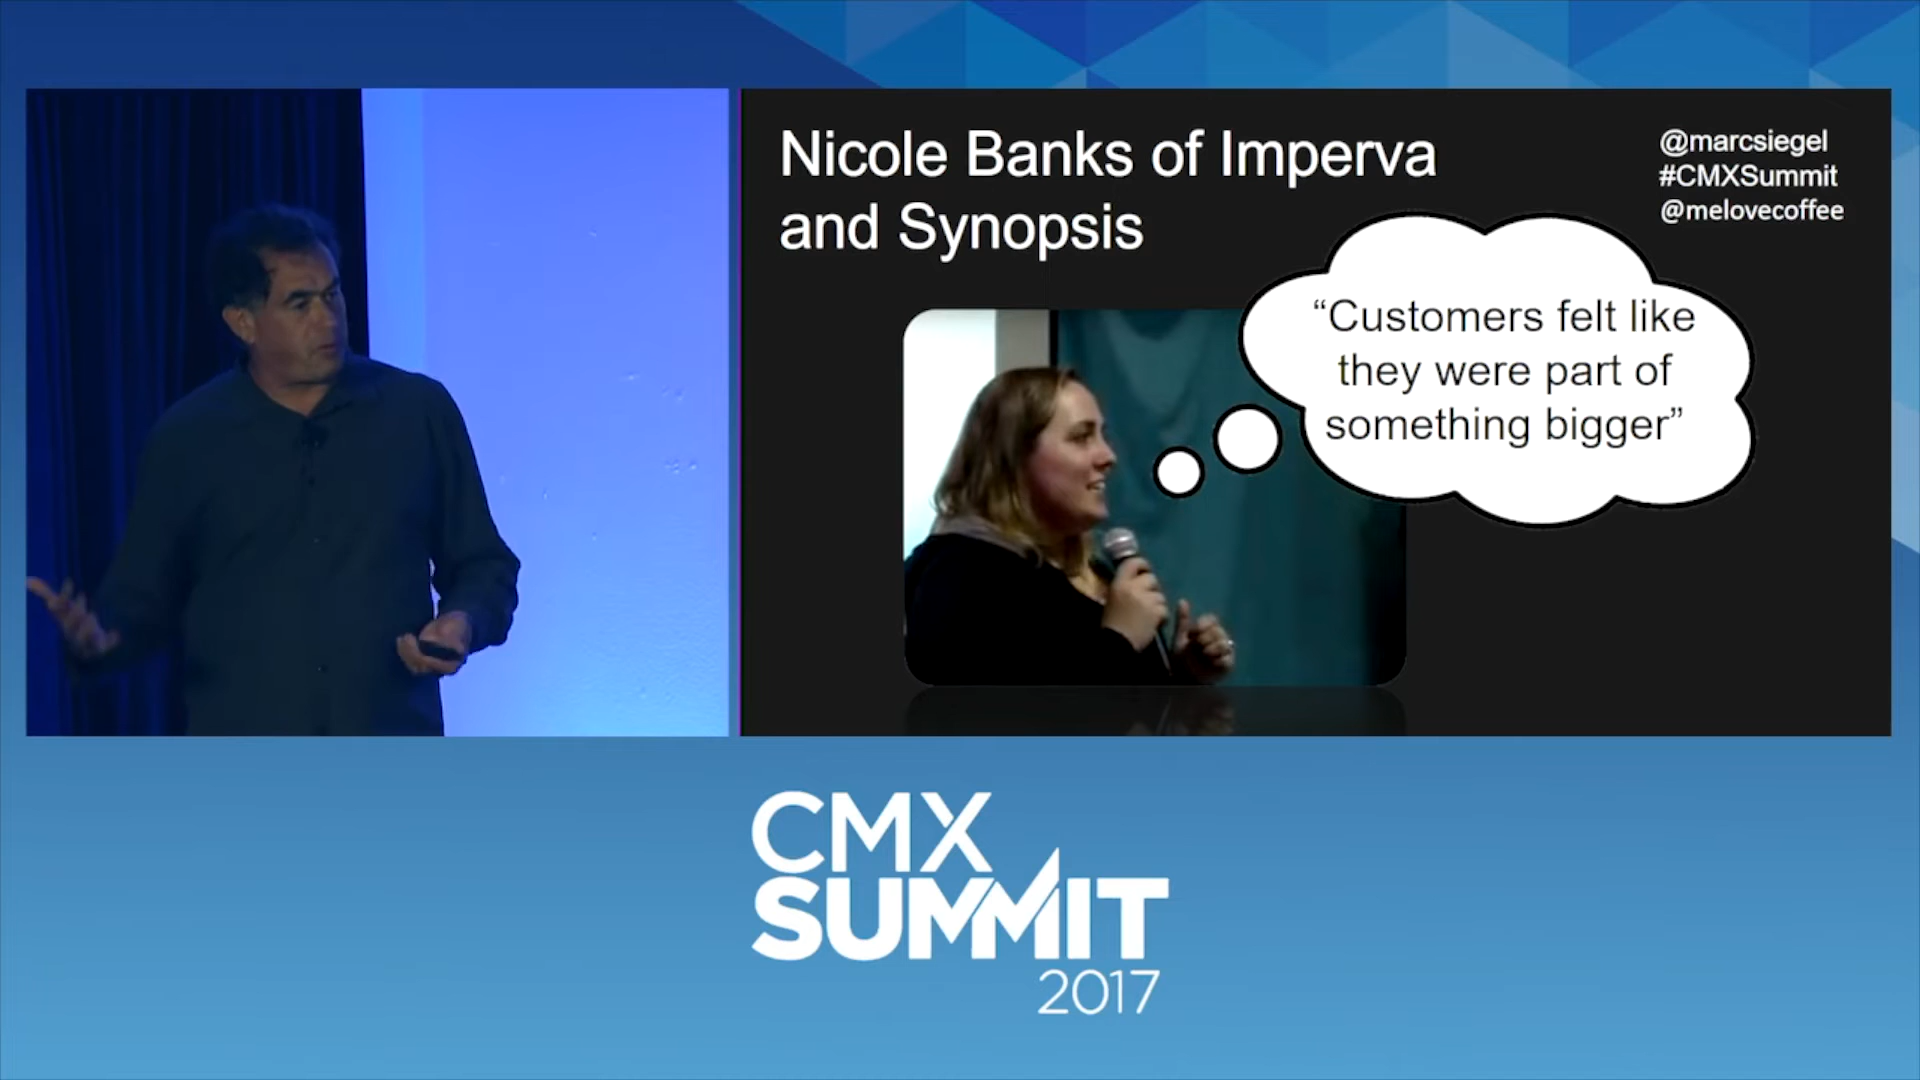 Nicole Banks of Imperva
and Synopsis
@marcsiegel
#CMXSummit
@melovecoffee
“Customers felt like
they were part of
something bigger”
CMX
SUMMIT
2017